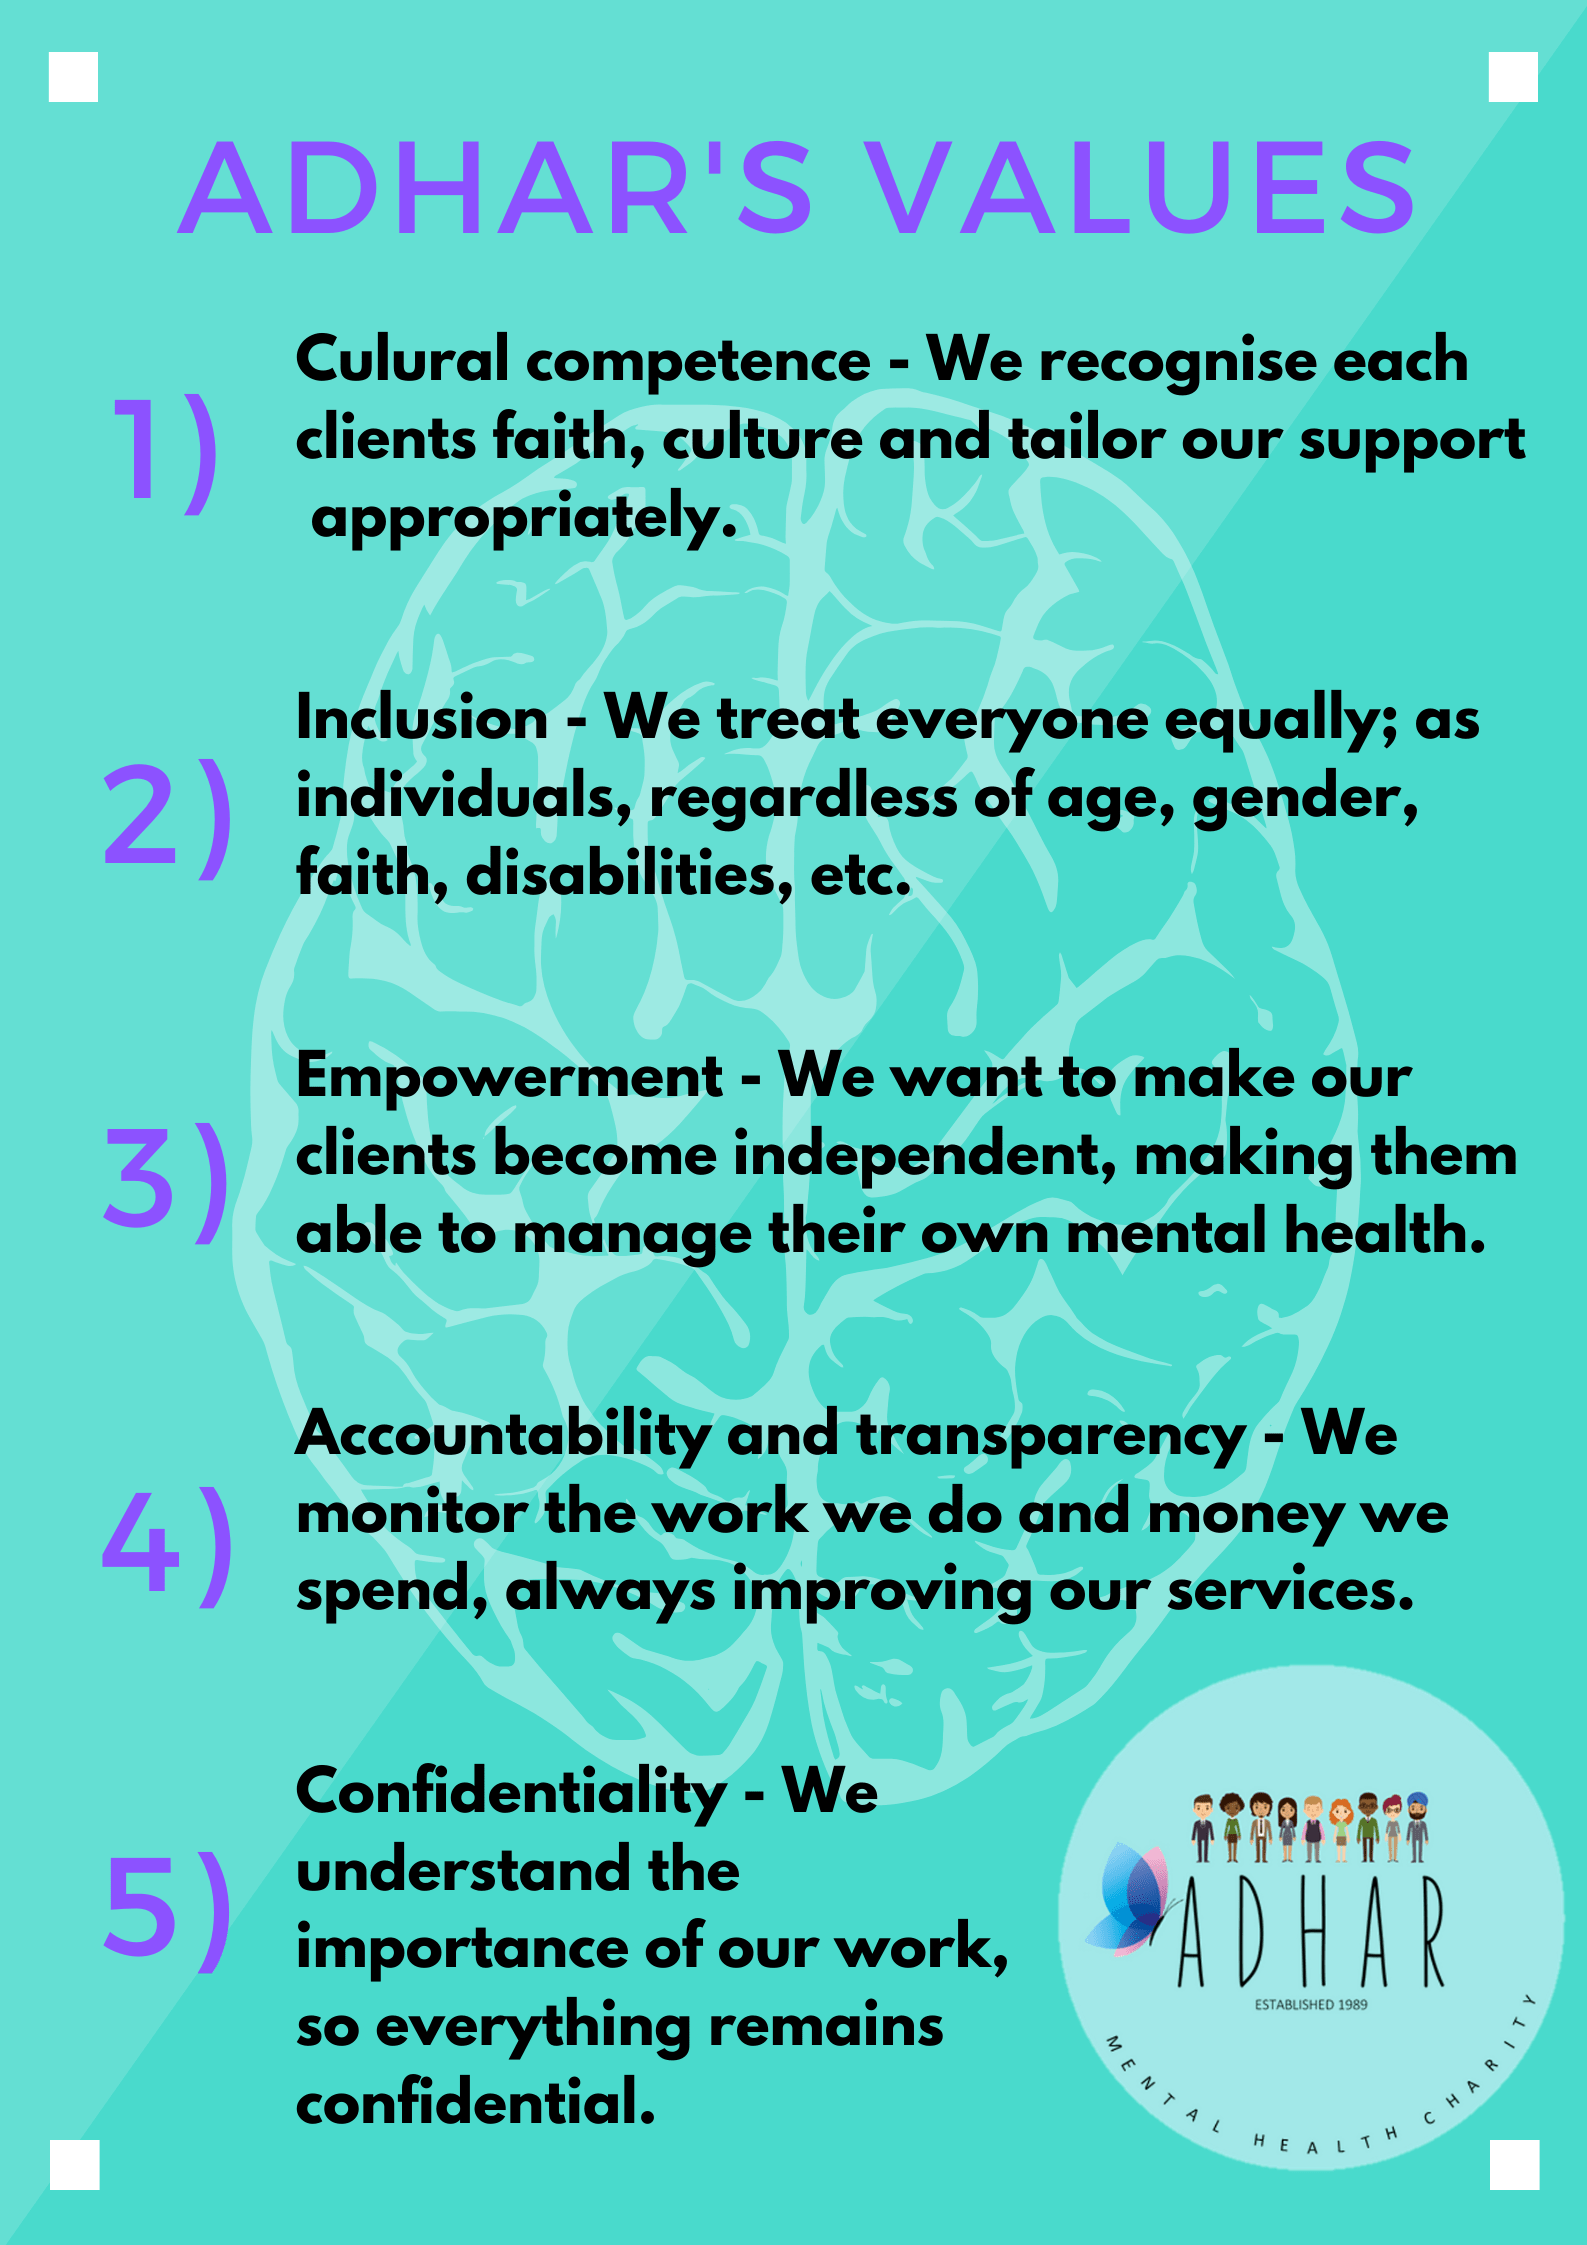 ADHAR'S VALUES
1)
Culural competence - We recognise each
clients faith, culture and tailor our support
appropriately.
2)
Inclusion - We treat everyone equally; as
individuals, regardless of age, gender,
faith, disabilities, etc.
3)
Empowerment - We want to make our
clients become independent, making them
able to manage their own mental health.
4)
Accountability and transparency - We
monitor the work we do and money we
spend, always improving our services.
5)
Confidentiality - We
understand the
importance of our work,
so everything remains
confidential.
ADHAR
ESTABLISHED 1989
MENTAL HEALTH CHARITY